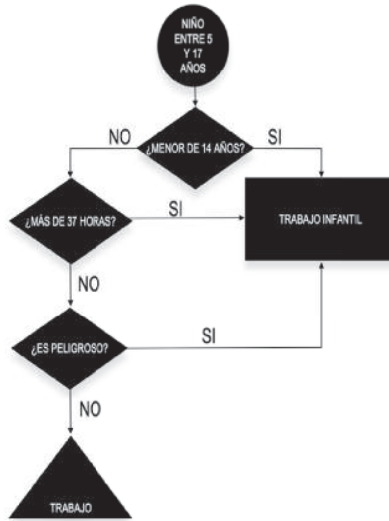 NIÑO
ENTRE 5
Y 17
AÑOS
NO
¿MENOR DE 14 AÑOS?
SI
¿MÁS DE 37 HORAS?
SI
TRABAJO INFANTIL
NO
¿ES PELIGROSO?
SI
NO
TRABAJO